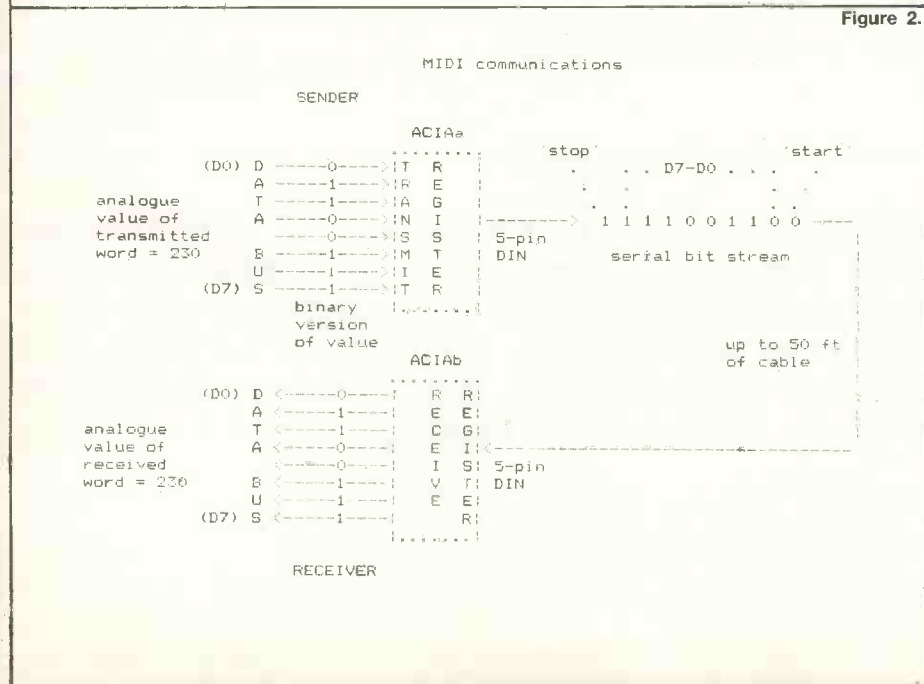 Figure 2.
MIDI communications
SENDER
ACIAa
'stop' 'start'
(D0) D -----0----->|T R . . D7-D0 . . .
A -----1----->|R E
analogue T -----1----->|A G
value of A -----0----->|N I |--------> 1 1 1 1 0 0 1 1 0 0 ----
transmitted -----0----->|S S | 5-pin
word = 230 B -----1----->|M T | DIN serial bit stream
U -----1----->|I E
(D7) S -----1----->|T R
binary
version
of value
up to 50 ft
of cable
ACIAb
(D0) D <-----0-----| R R|
A <-----1-----| E E|
analogue T <-----1-----| C G|
value of A <-----0-----| E I|<--------
received <-----0-----| I S| 5-pin
word = 230 B <-----1-----| V T| DIN
U <-----1-----| E E|
(D7) S <-----1-----| R|
RECEIVER